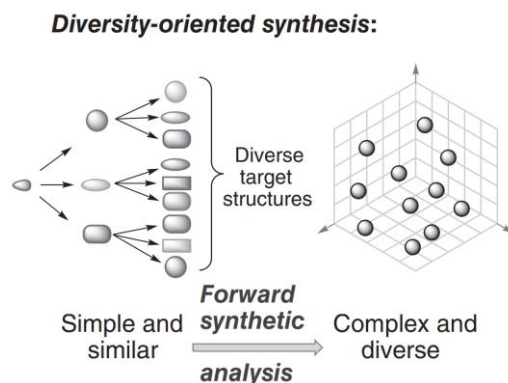 Diversity-oriented synthesis:
Diverse
target
structures
Forward
synthetic
analysis
Simple and
similar
Complex and
diverse